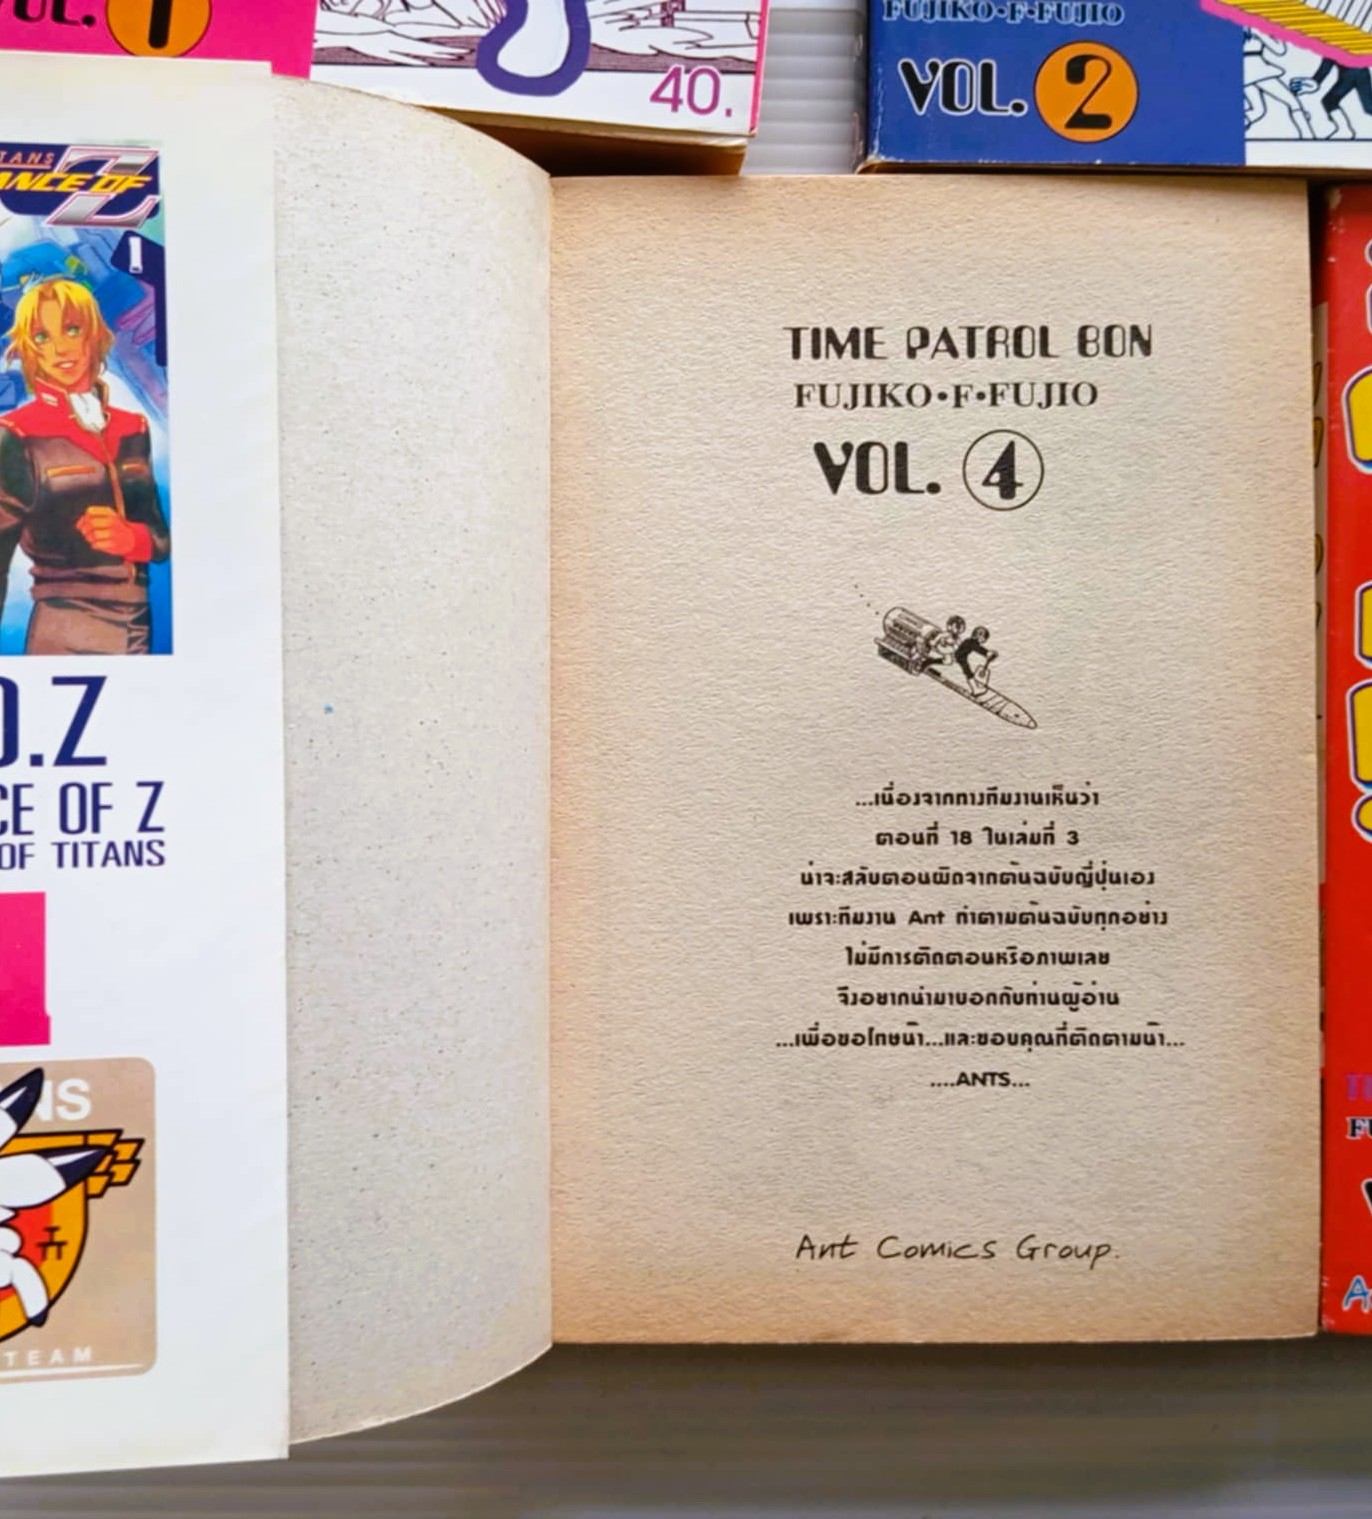 VOL. 1
40.
FUJIKO•F•FUJIO
VOL. 2
TANS
ANCE OF Z
1
.Z
CE OF Z
OF TITANS
NS
TEAM
TIME PATROL BON
FUJIKO•F•FUJIO
VOL. 4
...เนื่องจากทางทีมงานเห็นว่า
ตอนที่ 18 ในเล่มที่ 3
น่าจะสลับตอนผิดจากต้นฉบับญี่ปุ่นเอง
เพราะทีมงาน Ant ทำตามต้นฉบับทุกอย่าง
ไม่มีการตัดตอนหรือภาพเลย
จึงอยากนำมาบอกกับท่านผู้อ่าน
...เพื่อขอโทษน๊า...และขอบคุณที่ติดตามน๊า...
....ANTS...
Ant Comics Group.